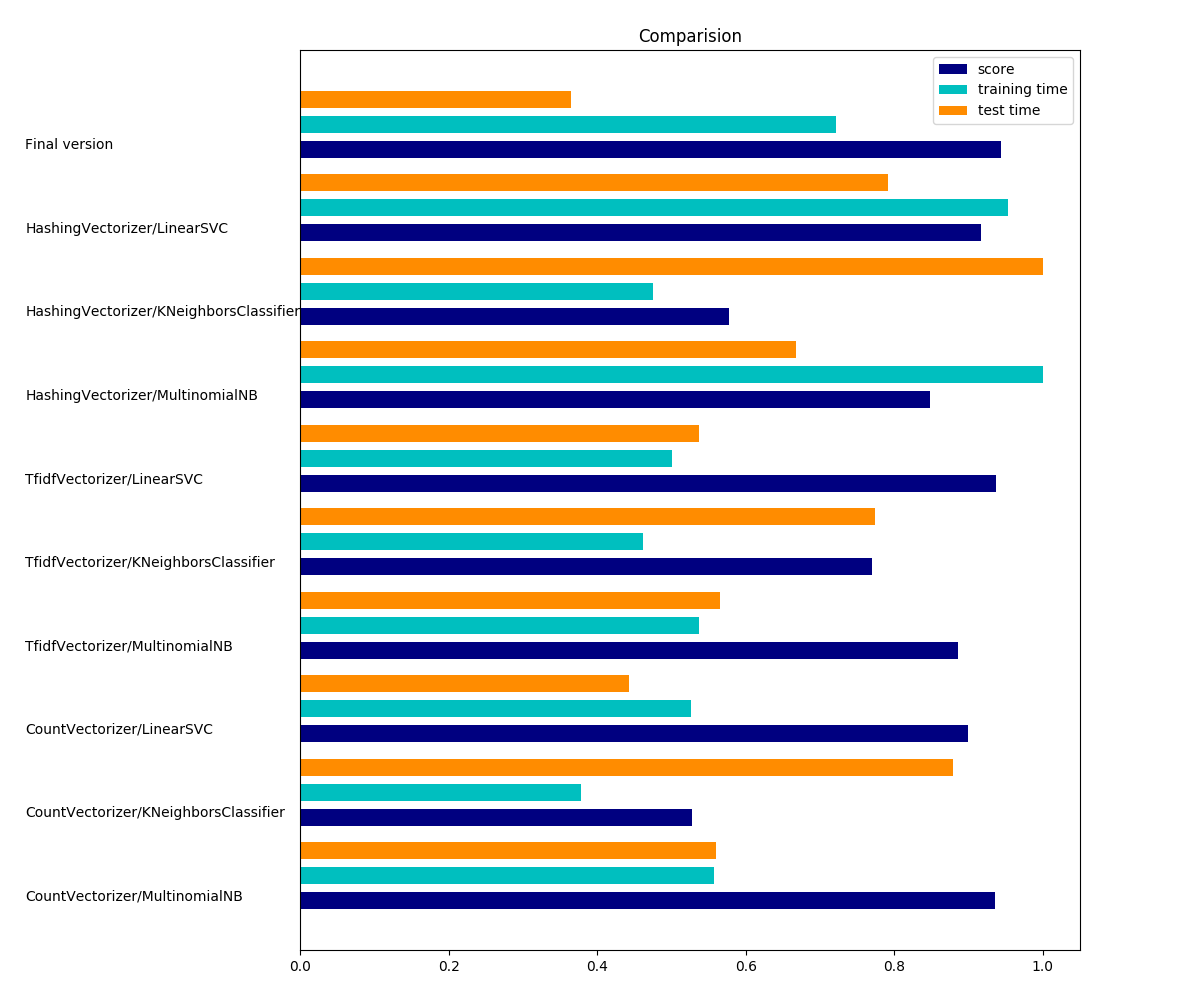 Comparision
score
training time
test time
Final version
HashingVectorizer/LinearSVC
HashingVectorizer/KNeighborsClassifier
HashingVectorizer/MultinomialNB
TfidfVectorizer/LinearSVC
TfidfVectorizer/KNeighborsClassifier
TfidfVectorizer/MultinomialNB
CountVectorizer/LinearSVC
CountVectorizer/KNeighborsClassifier
CountVectorizer/MultinomialNB
0.0 0.2 0.4 0.6 0.8 1.0